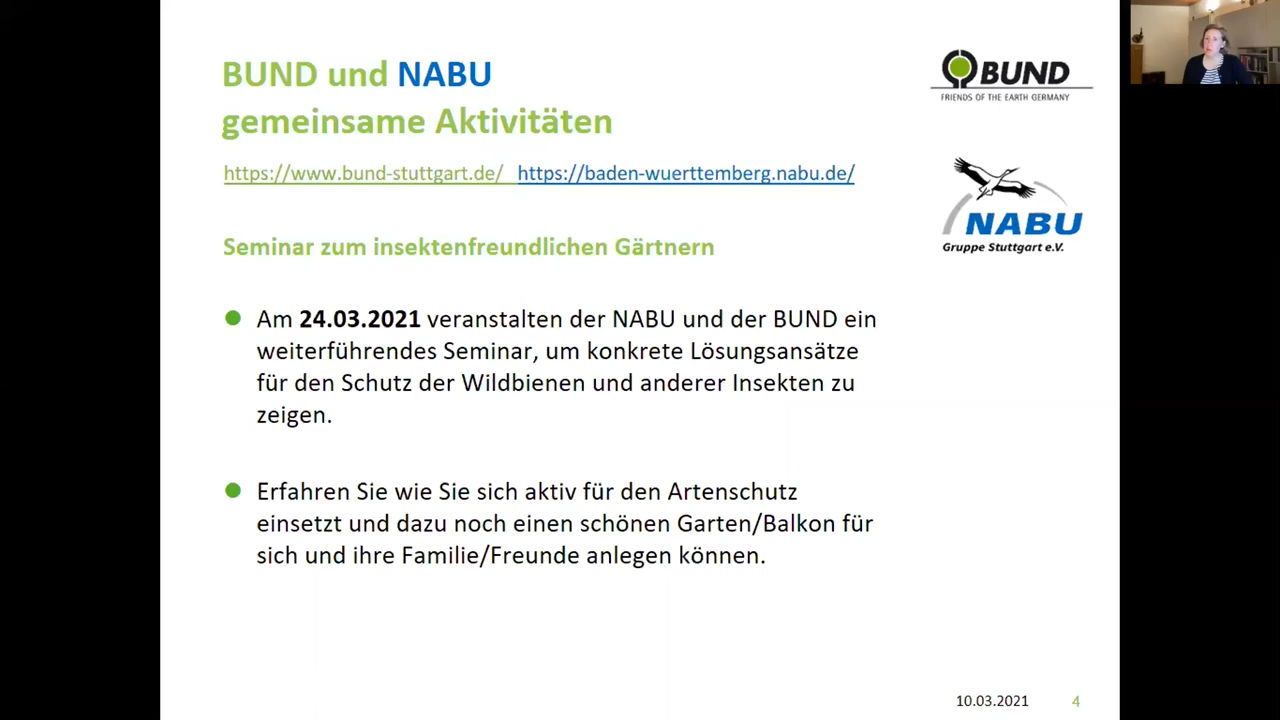 BUND und NABU
gemeinsame Aktivitäten
https://www.bund-stuttgart.de/ https://baden-wuerttemberg.nabu.de/
BUND
FRIENDS OF THE EARTH GERMANY
NABU
Gruppe Stuttgart e.V.
Seminar zum insektenfreundlichen Gärtnern
Am 24.03.2021 veranstalten der NABU und der BUND ein
weiterführendes Seminar, um konkrete Lösungsansätze
für den Schutz der Wildbienen und anderer Insekten zu
zeigen.
Erfahren Sie wie Sie sich aktiv für den Artenschutz
einsetzt und dazu noch einen schönen Garten/Balkon für
sich und ihre Familie/Freunde anlegen können.
10.03.2021 4